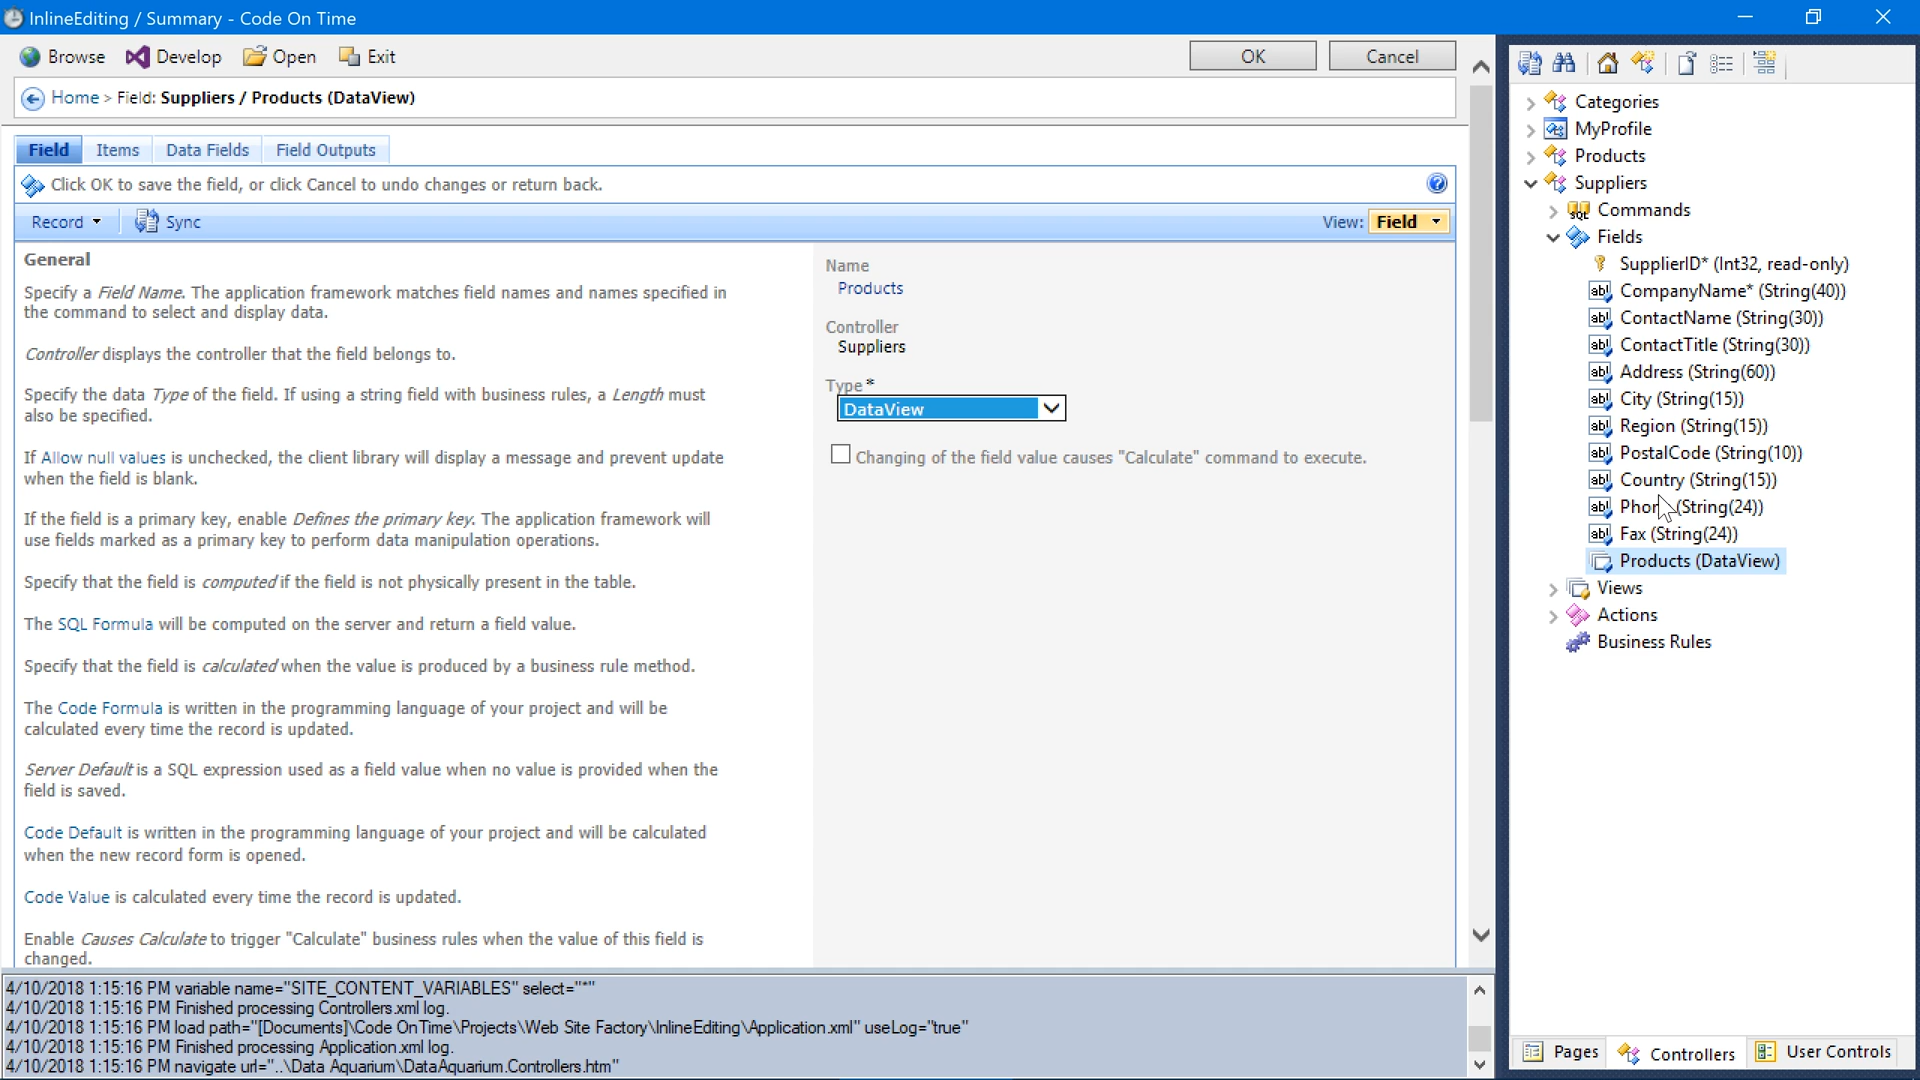 InlineEditing / Summary - Code On Time
Browse Develop Open Exit OK Cancel
Home > Field: Suppliers / Products (DataView)
Field Items Data Fields Field Outputs
Click OK to save the field, or click Cancel to undo changes or return back.
Record Sync View: Field
General
Specify a Field Name. The application framework matches field names and names specified in
the command to select and display data.
Controller displays the controller that the field belongs to.
Specify the data Type of the field. If using a string field with business rules, a Length must
also be specified.
If Allow null values is unchecked, the client library will display a message and prevent update
when the field is blank.
If the field is a primary key, enable Defines the primary key. The application framework will
use fields marked as a primary key to perform data manipulation operations.
Specify that the field is computed if the field is not physically present in the table.
The SQL Formula will be computed on the server and return a field value.
Specify that the field is calculated when the value is produced by a business rule method.
The Code Formula is written in the programming language of your project and will be
calculated every time the record is updated.
Server Default is a SQL expression used as a field value when no value is provided when the
field is saved.
Code Default is written in the programming language of your project and will be calculated
when the new record form is opened.
Code Value is calculated every time the record is updated.
Enable Causes Calculate to trigger "Calculate" business rules when the value of this field is
changed.
Name
Products
Controller
Suppliers
Type *
DataView
Changing of the field value causes "Calculate" command to execute.
4/10/2018 1:15:16 PM variable name="SITE_CONTENT_VARIABLES" select="*"
4/10/2018 1:15:16 PM Finished processing Controllers.xml log.
4/10/2018 1:15:16 PM load path="[Documents]\Code OnTime\Projects\Web Site Factory\InlineEditing\Application.xml" useLog="true"
4/10/2018 1:15:16 PM Finished processing Application.xml log.
4/10/2018 1:15:16 PM navigate url="..\Data Aquarium\DataAquarium.Controllers.htm"
Categories
MyProfile
Products
Suppliers
SQL Commands
Fields
SupplierID* (Int32, read-only)
ab| CompanyName* (String(40))
ab| ContactName (String(30))
ab| ContactTitle (String(30))
ab| Address (String(60))
ab| City (String(15))
ab| Region (String(15))
ab| PostalCode (String(10))
ab| Country (String(15))
ab| Phon (String(24))
ab| Fax (String(24))
Products (DataView)
Views
Actions
Business Rules
Pages Controllers User Controls